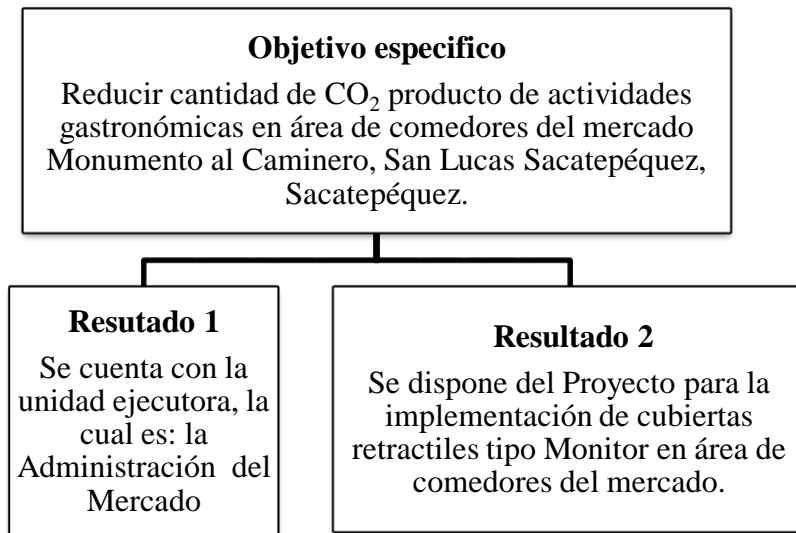 Objetivo especifico
Reducir cantidad de CO₂ producto de actividades
gastronómicas en área de comedores del mercado
Monumento al Caminero, San Lucas Sacatepéquez,
Sacatepéquez.
Resutado 1
Se cuenta con la
unidad ejecutora, la
cual es: la
Administración del
Mercado
Resultado 2
Se dispone del Proyecto para la
implementación de cubiertas
retractiles tipo Monitor en área de
comedores del mercado.